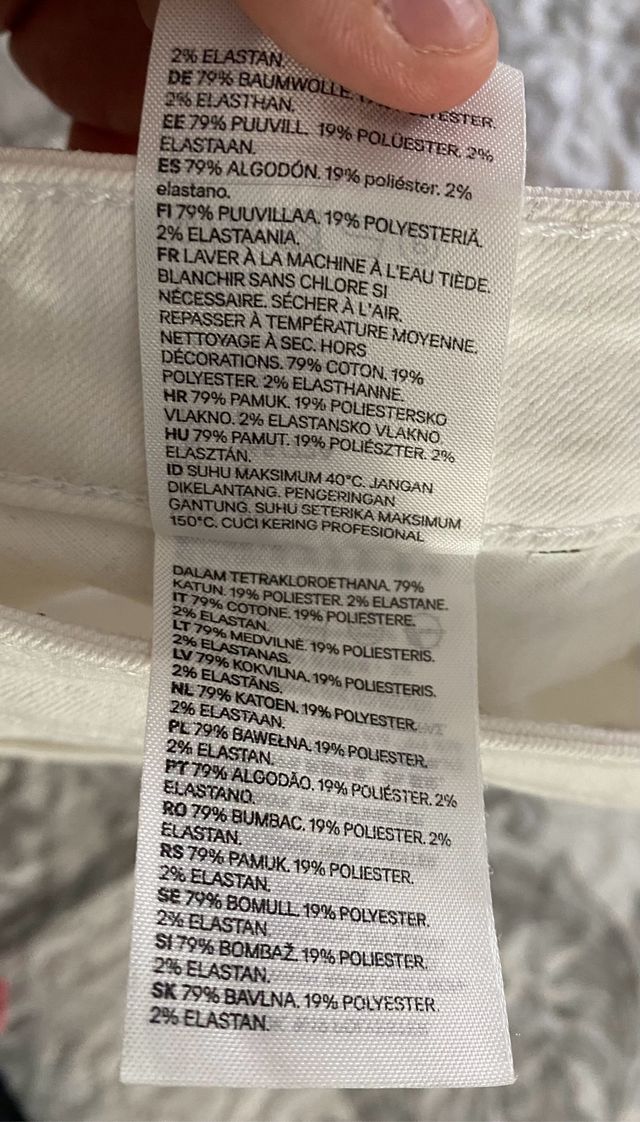 2% ELASTAN.
DE 79% BAUMWOLLE.
2% ELASTHAN.
EE 79% PUUVILL. 19% POLÜESTER. 2%
ELASTAAN.
ES 79% ALGODÓN. 19% poliéster. 2%
elastano.
FI 79% PUUVILLAA. 19% POLYESTERIÄ.
2% ELASTAANIA.
FR LAVER À LA MACHINE À L'EAU TIÈDE.
BLANCHIR SANS CHLORE SI
NÉCESSAIRE. SÉCHER À L'AIR.
REPASSER À TEMPÉRATURE MOYENNE.
NETTOYAGE À SEC. HORS
DÉCORATIONS. 79% COTON. 19%
POLYESTER. 2% ELASTHANNE.
HR 79% PAMUK. 19% POLIESTERSKO
VLAKNO. 2% ELASTANSKO VLAKNO.
HU 79% PAMUT. 19% POLIÉSZTER. 2%
ELASZTÁN.
ID SUHU MAKSIMUM 40°C. JANGAN
DIKELANTANG. PENGERINGAN
GANTUNG. SUHU SETERIKA MAKSIMUM
150°C. CUCI KERING PROFESIONAL
DALAM TETRAKLOROETHANA. 79%
KATUN. 19% POLIESTER. 2% ELASTANE.
IT 79% COTONE. 19% POLIESTERE.
2% ELASTAN.
LT 79% MEDVILNĖ. 19% POLIESTERIS.
2% ELASTANAS.
LV 79% KOKVILNA. 19% POLIESTERIS.
2% ELASTĀNS.
NL 79% KATOEN. 19% POLYESTER.
2% ELASTAAN.
PL 79% BAWEŁNA. 19% POLIESTER.
2% ELASTAN.
PT 79% ALGODÃO. 19% POLIÉSTER. 2%
ELASTANO.
RO 79% BUMBAC. 19% POLIESTER. 2%
ELASTAN.
RS 79% PAMUK. 19% POLIESTER.
2% ELASTAN.
SE 79% BOMULL. 19% POLYESTER.
2% ELASTAN.
SI 79% BOMBAŽ. 19% POLIESTER.
2% ELASTAN.
SK 79% BAVLNA. 19% POLYESTER.
2% ELASTAN.